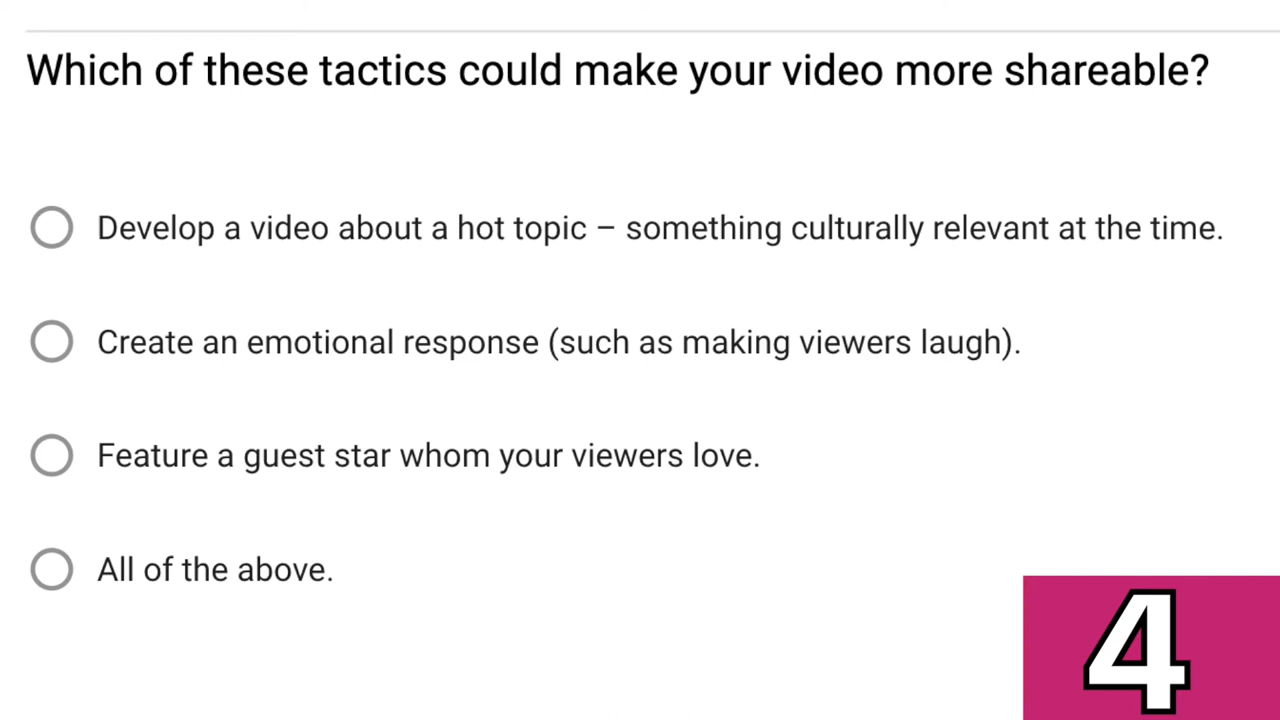 Which of these tactics could make your video more shareable?
Develop a video about a hot topic – something culturally relevant at the time.
Create an emotional response (such as making viewers laugh).
Feature a guest star whom your viewers love.
All of the above.
4